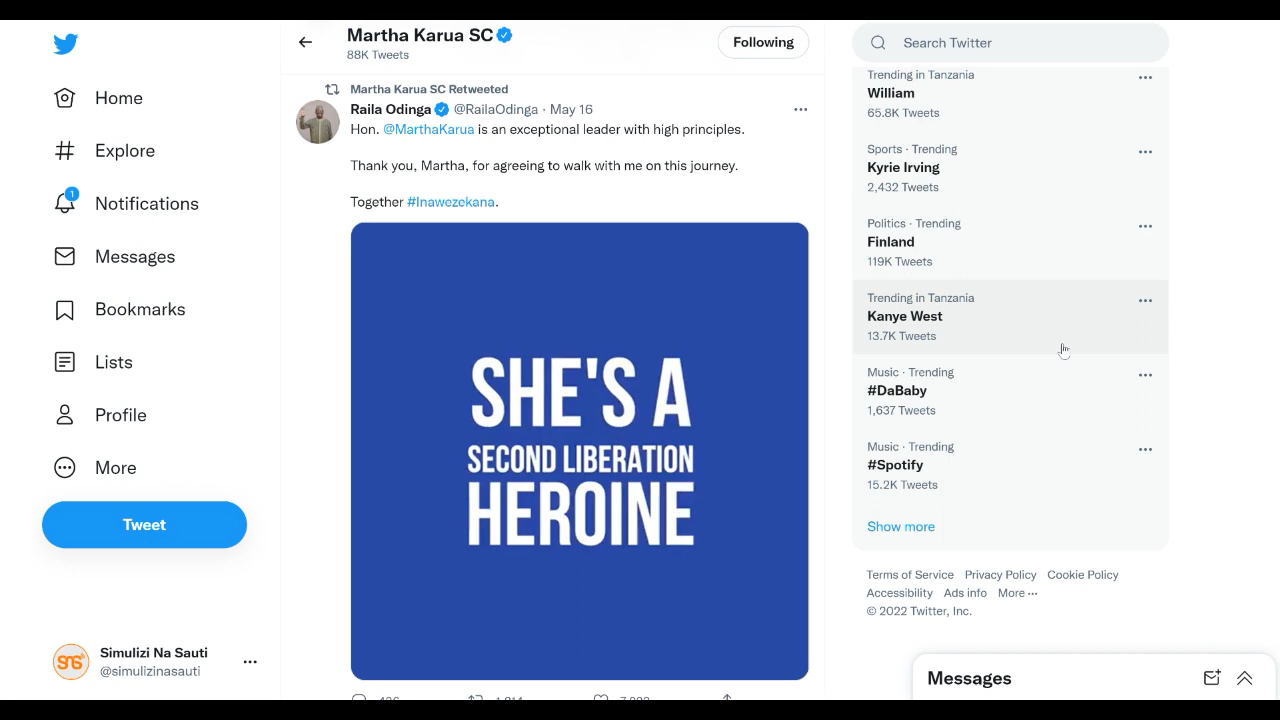 Home
Explore
1
Notifications
Messages
Bookmarks
Lists
Profile
More
Tweet
SNS
Simulizi Na Sauti
@simulizinasauti
Martha Karua SC
88K Tweets
Following
Martha Karua SC Retweeted
Raila Odinga @RailaOdinga · May 16
Hon. @MarthaKarua is an exceptional leader with high principles.
Thank you, Martha, for agreeing to walk with me on this journey.
Together #Inawezekana.
SHE'S A
SECOND LIBERATION
HEROINE
Search Twitter
Trending in Tanzania
William
65.8K Tweets
Sports · Trending
Kyrie Irving
2,432 Tweets
Politics · Trending
Finland
119K Tweets
Trending in Tanzania
Kanye West
13.7K Tweets
Music · Trending
#DaBaby
1,637 Tweets
Music · Trending
#Spotify
15.2K Tweets
Show more
Terms of Service Privacy Policy Cookie Policy
Accessibility Ads info More ···
© 2022 Twitter, Inc.
Messages